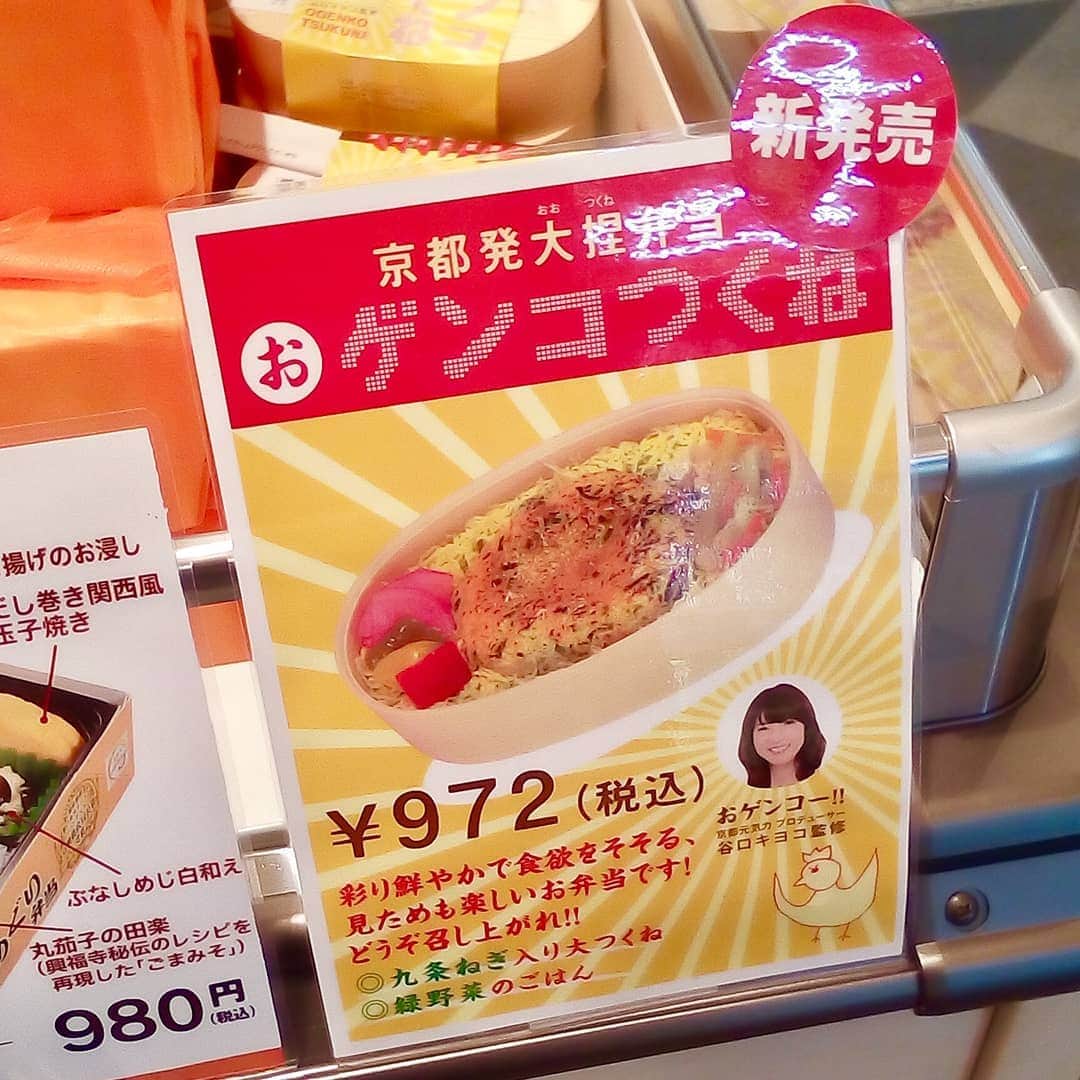 OGENKO
TSUKUNE
新発売
京都発大捏弁当
おお つくね
おゲンコつくね
¥972(税込)
おゲンコー!!
京都元気力プロデューサー
谷口キヨコ監修
彩り鮮やかで食欲をそそる、
見ためも楽しいお弁当です!
どうぞ召し上がれ!!
◎九条ねぎ入り大つくね
◎緑野菜のごはん
揚げのお浸し
だし巻き関西風
玉子焼き
ぶなしめじ白和え
丸茄子の田楽
(興福寺秘伝のレシピを
再現した「ごまみそ」)
980円
(税込)